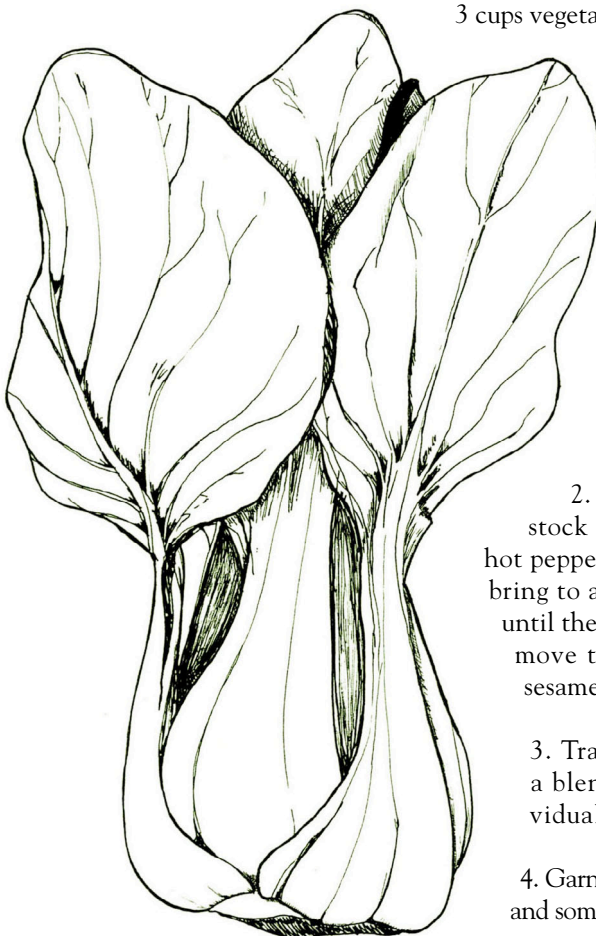 3 cups vegeta
2.
stock
hot peppe
bring to a
until the
move t
sesame
3. Tra
a blen
vidual
4. Garn
and som